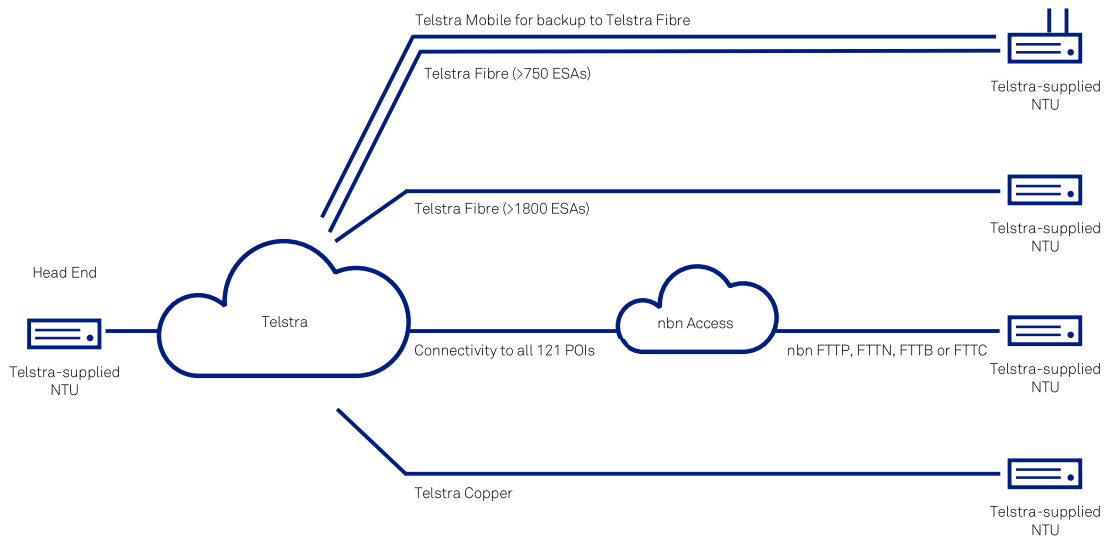 Telstra Mobile for backup to Telstra Fibre
Telstra Fibre (>750 ESAs)
Telstra-supplied
NTU
Telstra Fibre (>1800 ESAs)
Telstra-supplied
NTU
Head End
Telstra-supplied
NTU
Telstra
Connectivity to all 121 POIs
nbn Access
nbn FTTP, FTTN, FTTB or FTTC
Telstra-supplied
NTU
Telstra Copper
Telstra-supplied
NTU